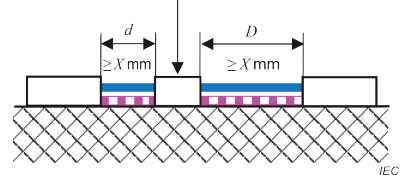 d D
≥ X mm ≥ X mm
IEC